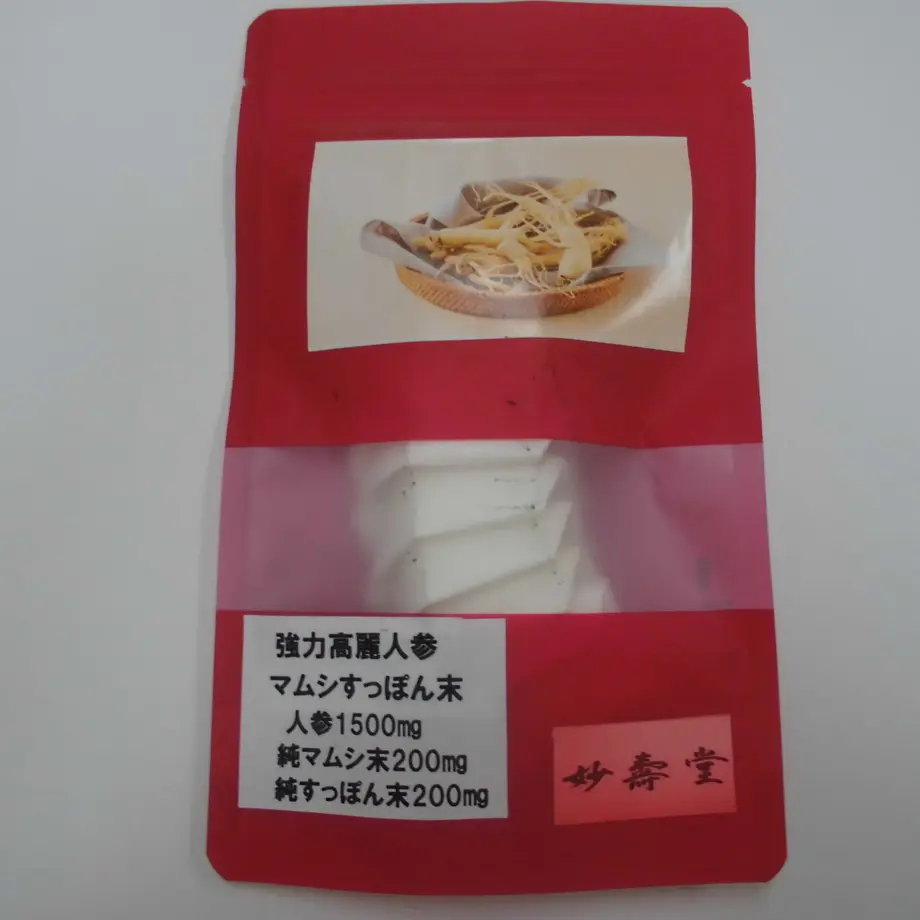 強力高麗人参
マムシすっぽん末
人参1500mg
純マムシ末200mg
純すっぽん末200mg
妙壽堂